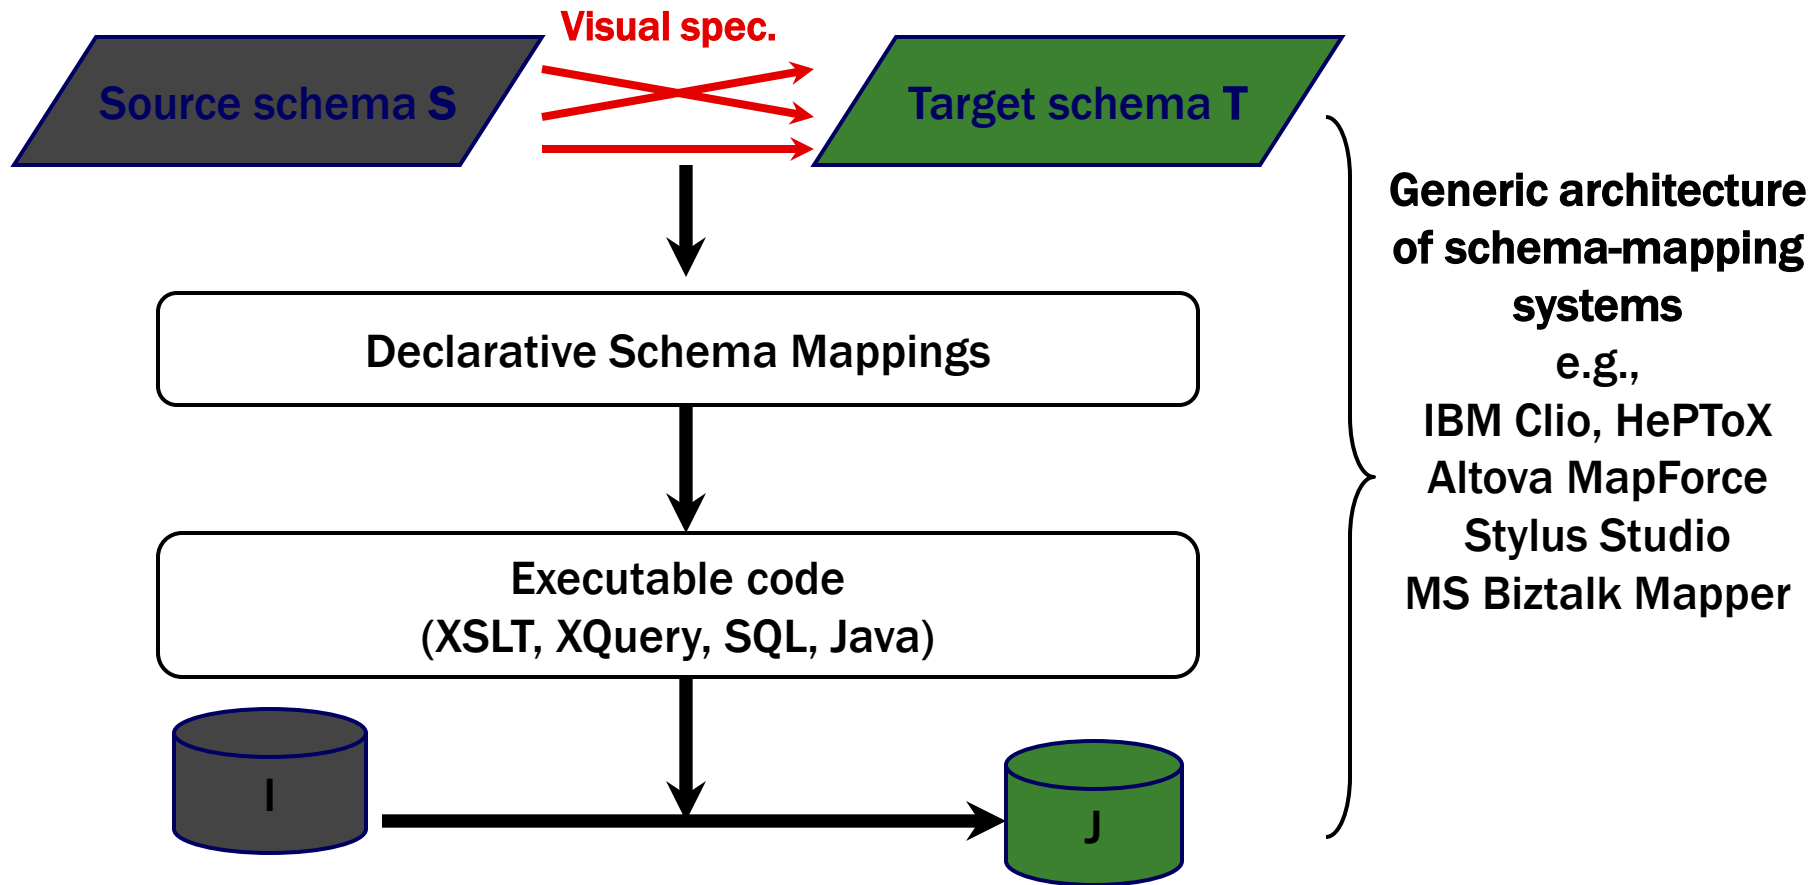 Visual spec.
Source schema S
Target schema T
Generic architecture
of schema-mapping
systems
e.g.,
IBM Clio, HePToX
Altova MapForce
Stylus Studio
MS Biztalk Mapper
Declarative Schema Mappings
Executable code
(XSLT, XQuery, SQL, Java)
I
J